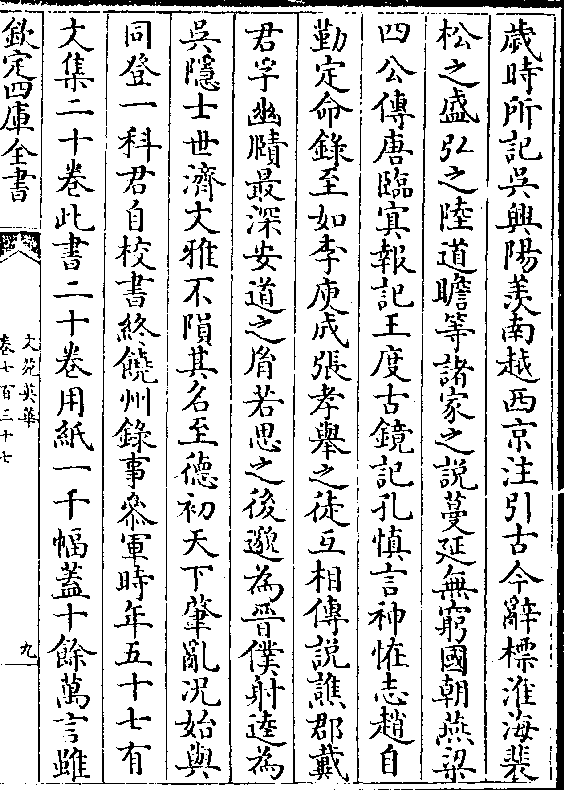 歲時所記吳興陽羨南越西京注引古今辭標淮海裴
松之盛弘之陸道瞻等諸家之說蔓延無窮國朝燕梁
四公傳唐臨冥報記王度古鏡記孔慎言神怪志趙自
勤定命錄至如李庾成張孝舉之徒互相傳說譙郡戴
君孚幽賾最深安道之胤若思之後邈為晉僕射逵為
吳隱士世濟文雅不隕其名至德初天下肇亂況始與
同登一科君自校書終饒州錄事叅軍時年五十七有
文集二十卷此書二十卷用紙一千幅蓋十餘萬言雖
欽定四庫全書
文苑英華
卷七百三十七
九